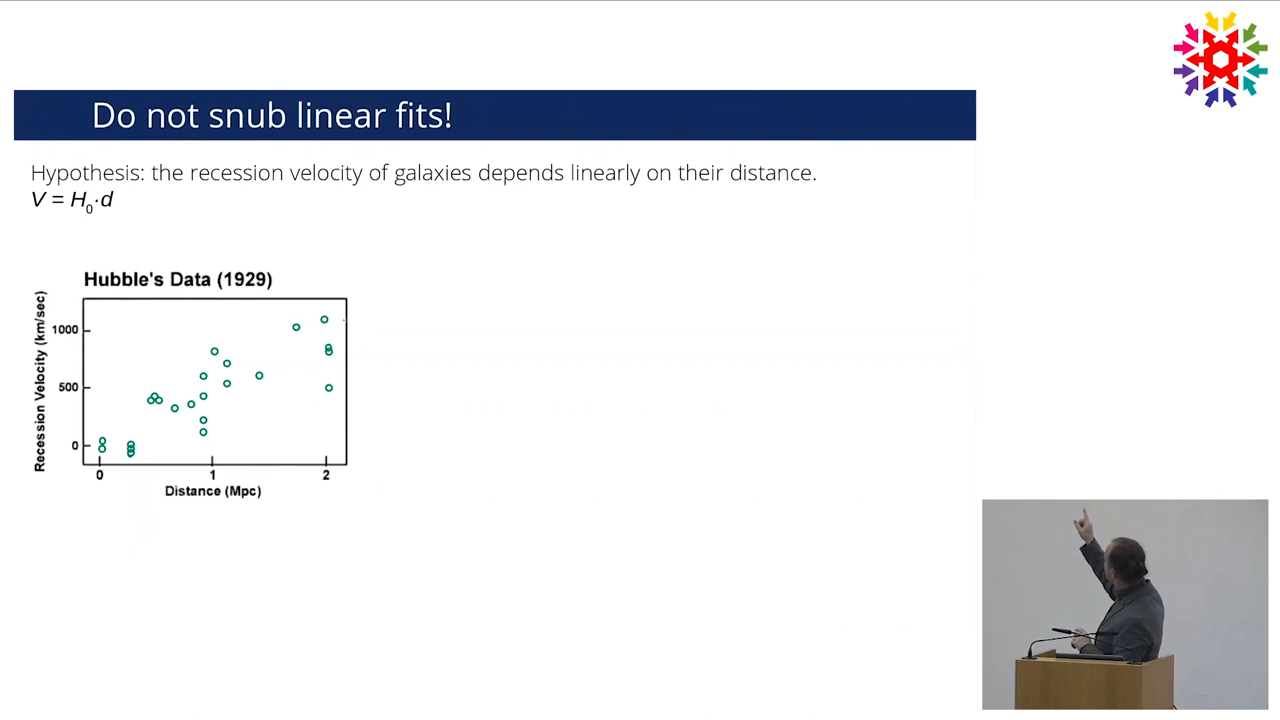 Do not snub linear fits!
Hypothesis: the recession velocity of galaxies depends linearly on their distance.
V = H₀·d
Hubble's Data (1929)
Recession Velocity (km/sec)
1000
500
0
0 1 2
Distance (Mpc)